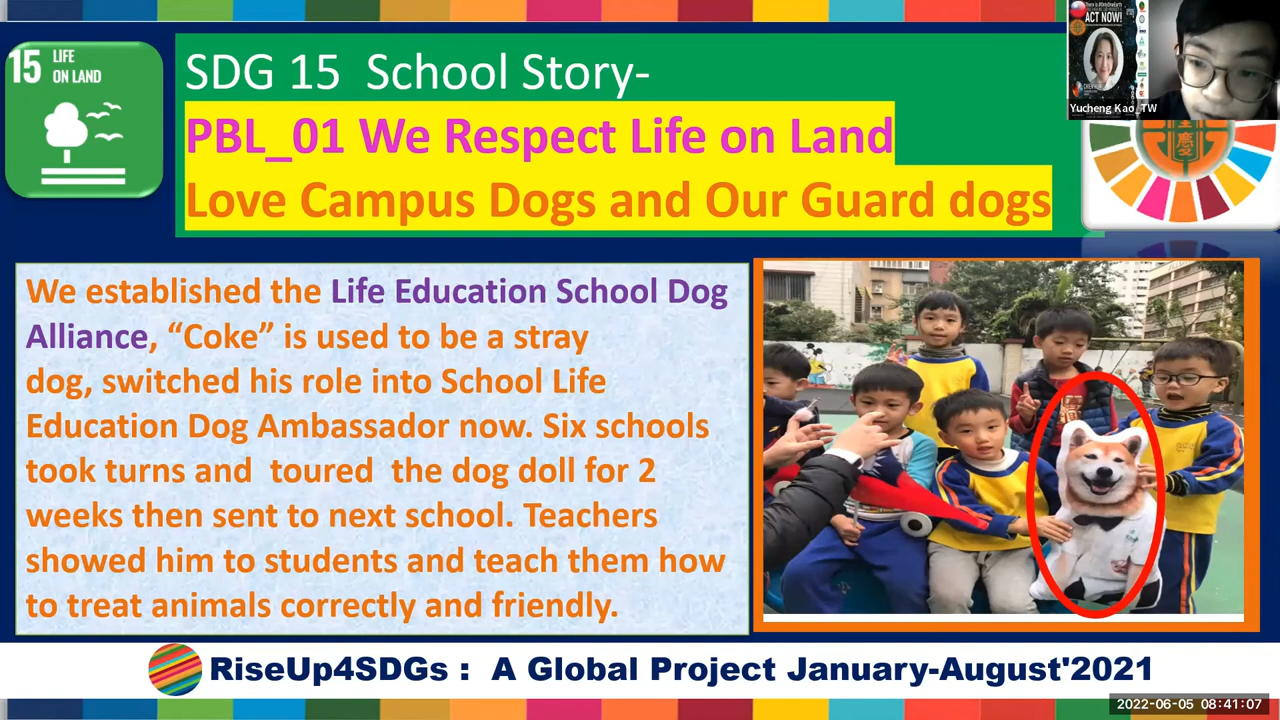 15 LIFE
ON LAND
SDG 15 School Story-
PBL_01 We Respect Life on Land
Love Campus Dogs and Our Guard dogs
ACT NOW!
Yucheng Kao_TW
We established the Life Education School Dog
Alliance, “Coke” is used to be a stray
dog, switched his role into School Life
Education Dog Ambassador now. Six schools
took turns and toured the dog doll for 2
weeks then sent to next school. Teachers
showed him to students and teach them how
to treat animals correctly and friendly.
RiseUp4SDGs : A Global Project January-August'2021
2022-06-05 08:41:07